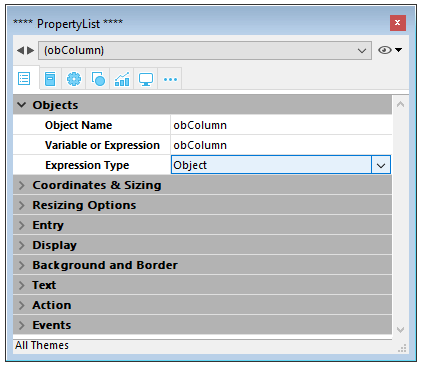 **** PropertyList ****
x
(obColumn)
Objects
Object Name obColumn
Variable or Expression obColumn
Expression Type Object
Coordinates & Sizing
Resizing Options
Entry
Display
Background and Border
Text
Action
Events
All Themes